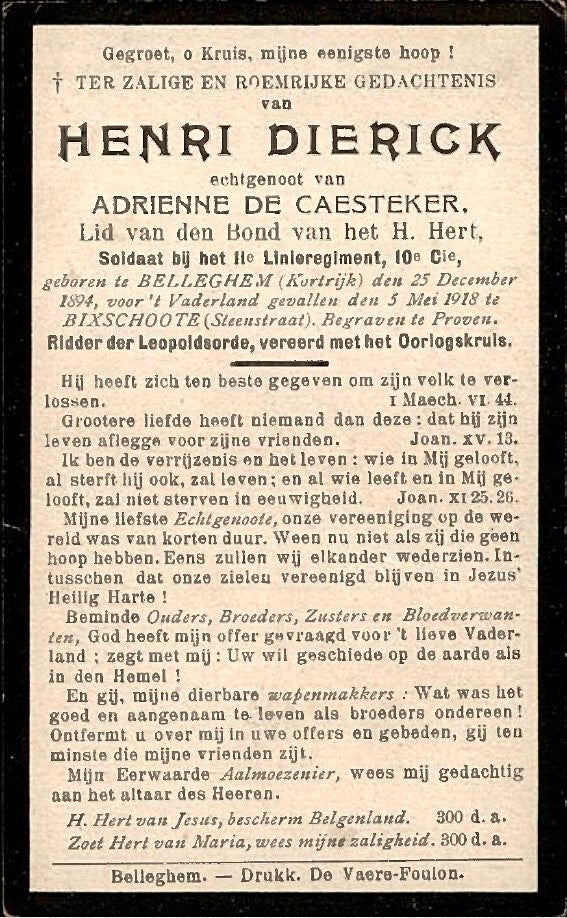 Gegroet, o Kruis, mijne eenigste hoop !
† TER ZALIGE EN ROEMRIJKE GEDACHTENIS
van
HENRI DIERICK
echtgenoot van
ADRIENNE DE CAESTEKER.
Lid van den Bond van het H. Hert,
Soldaat bij het 11e Linieregiment, 10e Cie,
geboren te BELLEGHEM (Kortrijk) den 25 December
1894, voor 't Vaderland gevallen den 5 Mei 1918 te
BIXSCHOOTE (Steenstraat). Begraven te Proven.
Ridder der Leopoldsorde, vereerd met het Oorlogskruis.
Hij heeft zich ten beste gegeven om zijn volk te ver-
lossen. I Mach. VI. 44.
Grootere liefde heeft niemand dan deze : dat hij zijn
leven aflegge voor zijne vrienden. Joan. XV. 13.
Ik ben de verrijzenis en het leven : wie in Mij gelooft,
al sterft hij ook, zal leven ; en al wie leeft en in Mij ge-
looft, zal niet sterven in eeuwigheid. Joan. XI 25.26.
Mijne liefste Echtgenoote, onze vereeniging op de we-
reld was van korten duur. Ween nu niet als zij die geen
hoop hebben. Eens zullen wij elkander wederzien. In-
tusschen dat onze zielen vereenigd blijven in Jezus'
Heilig Harte !
Beminde Ouders, Broeders, Zusters en Bloedverwan-
ten, God heeft mijn offer gevraagd voor 't lieve Vader-
land ; zegt met mij : Uw wil geschiede op de aarde als
in den Hemel !
En gij, mijne dierbare wapenmakkers : Wat was het
goed en aangenaam te leven als broeders ondereen !
Ontfermt u over mij in uwe offers en gebeden, gij ten
minste die mijne vrienden zijt.
Mijn Eerwaarde Aalmoezenier, wees mij gedachtig
aan het altaar des Heeren.
H. Hert van Jesus, bescherm Belgenland. 300 d. a.
Zoet Hert van Maria, wees mijne zaligheid. 300 d. a.
Belleghem. — Drukk. De Vaere-Foulon.